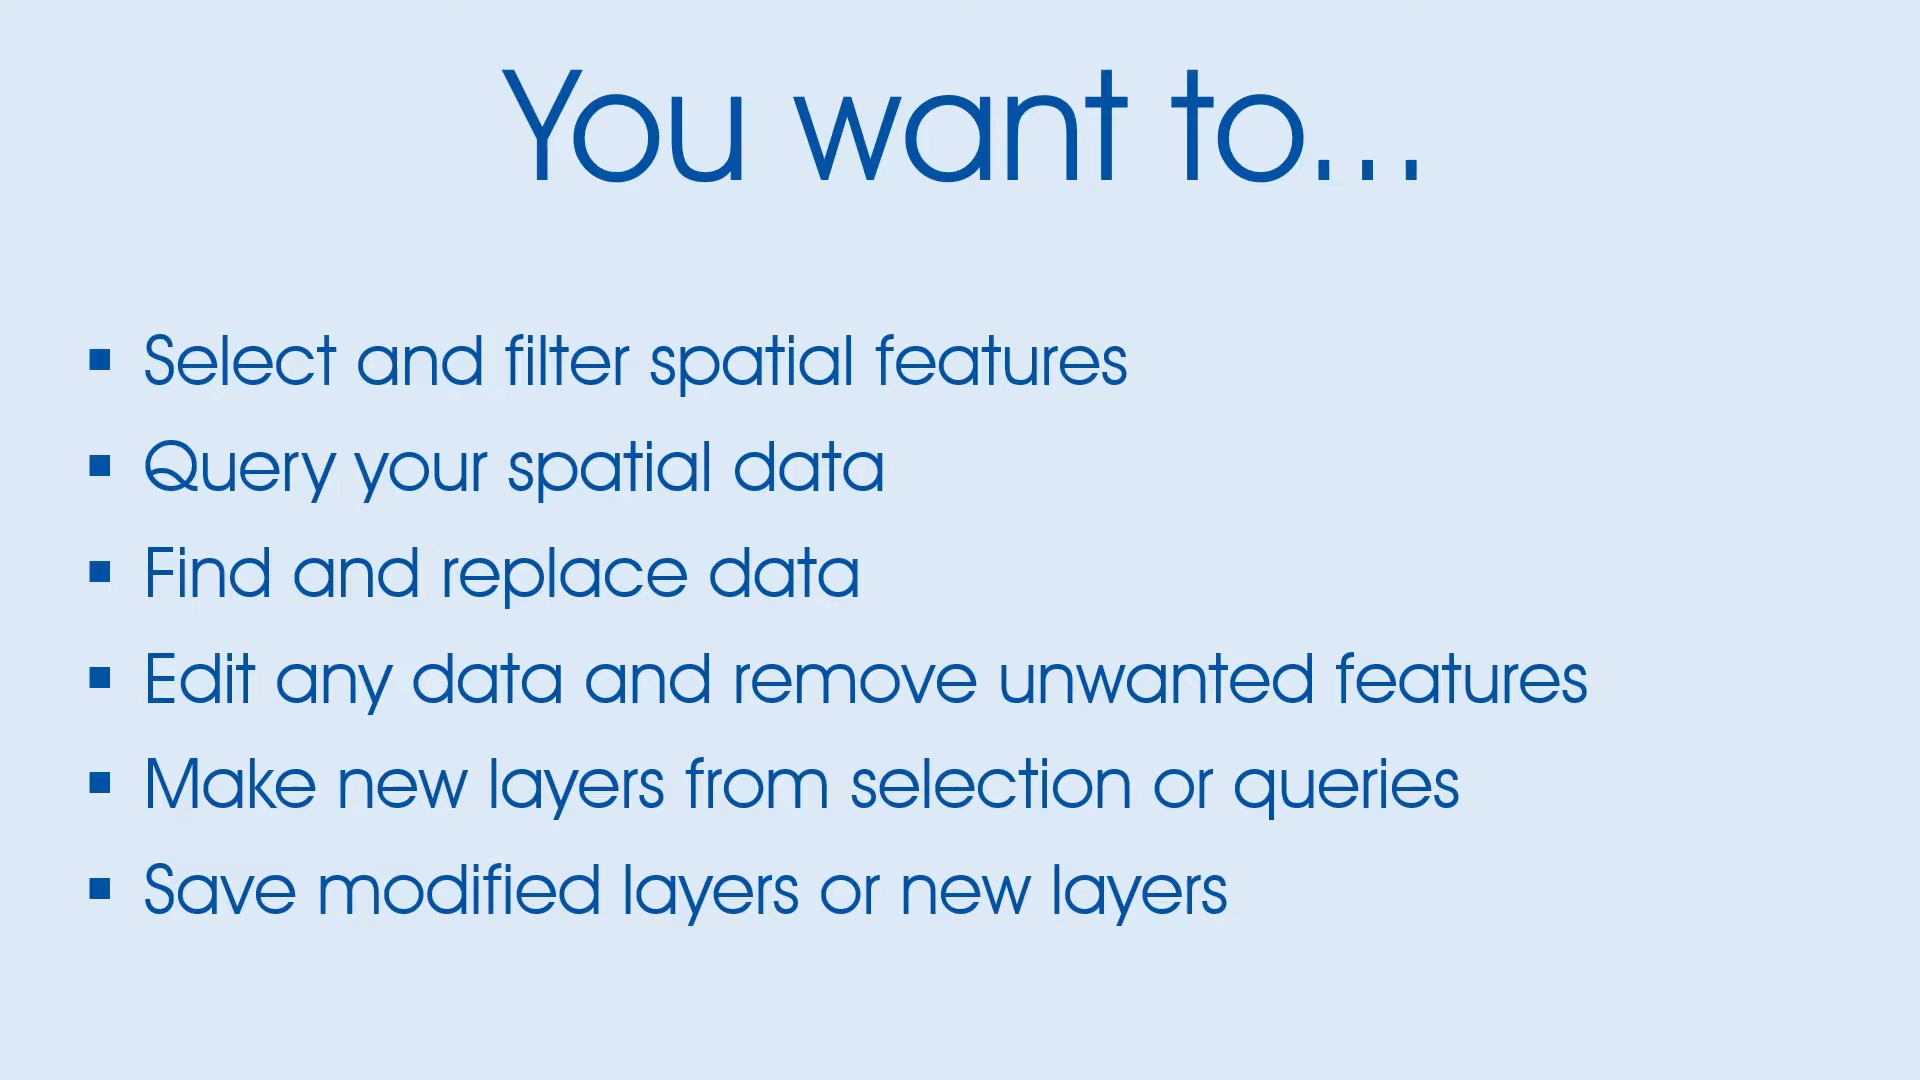 You want to...
▪ Select and filter spatial features
▪ Query your spatial data
▪ Find and replace data
▪ Edit any data and remove unwanted features
▪ Make new layers from selection or queries
▪ Save modified layers or new layers